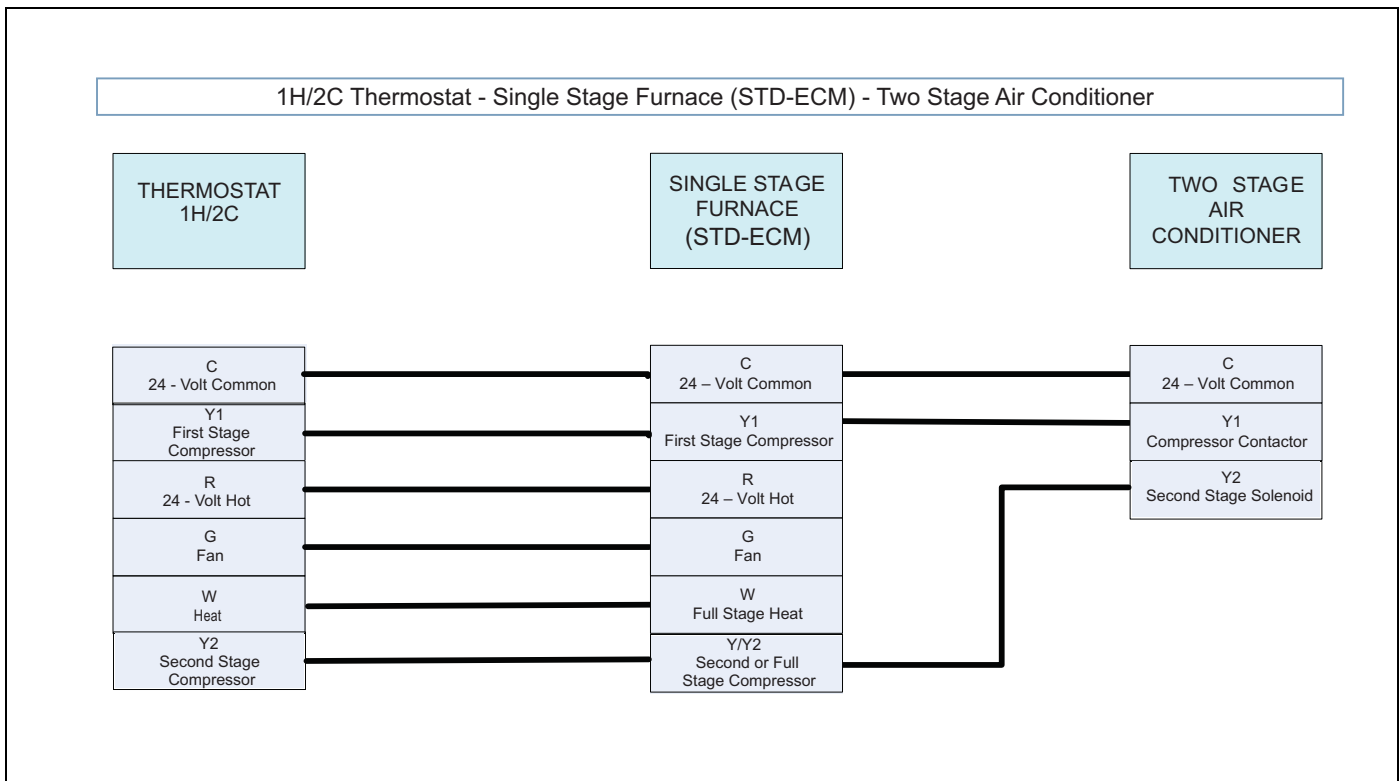 1H/2C Thermostat - Single Stage Furnace (STD-ECM) - Two Stage Air Conditioner
THERMOSTAT
1H/2C
SINGLE STAGE
FURNACE
(STD-ECM)
TWO STAGE
AIR
CONDITIONER
C
24 - Volt Common
Y1
First Stage
Compressor
R
24 - Volt Hot
G
Fan
W
Heat
Y2
Second Stage
Compressor
C
24 – Volt Common
Y1
First Stage Compressor
R
24 – Volt Hot
G
Fan
W
Full Stage Heat
Y/Y2
Second or Full
Stage Compressor
C
24 – Volt Common
Y1
Compressor Contactor
Y2
Second Stage Solenoid